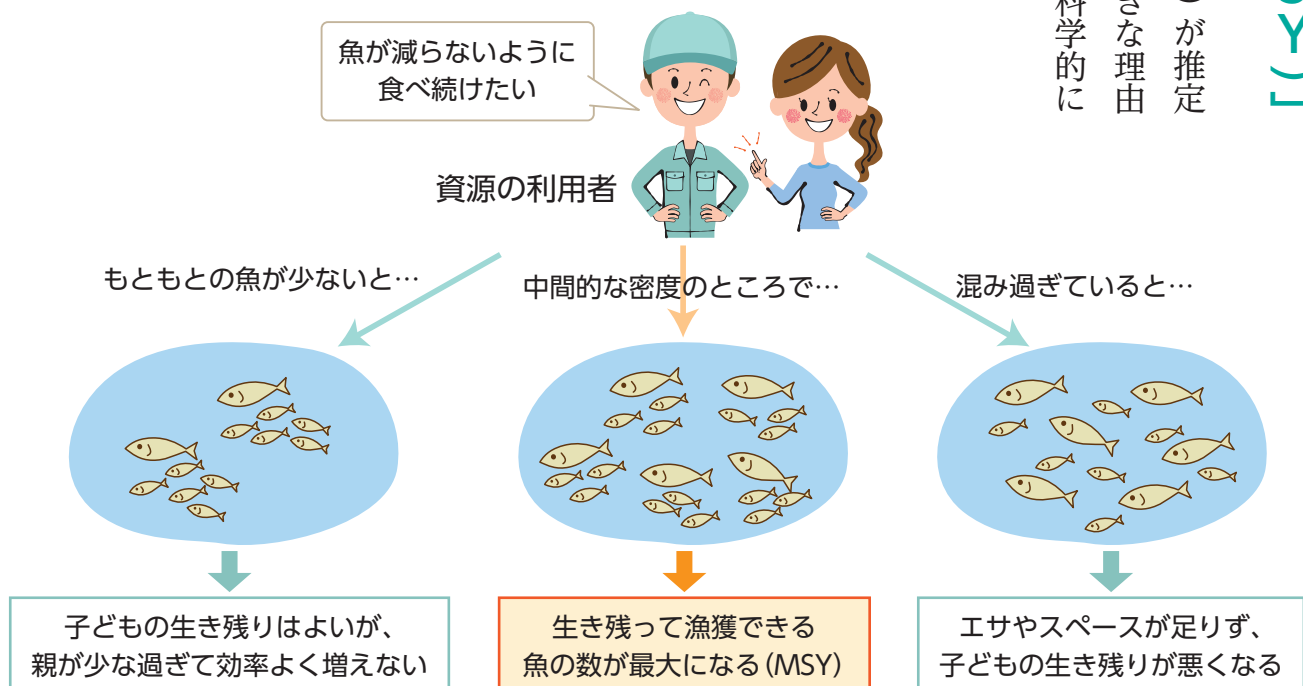 Y)」
が推定
きな理由
科学的に
魚が減らないように
食べ続けたい
資源の利用者
もともとの魚が少ないと…
中間的な密度のところで…
混み過ぎていると…
子どもの生き残りはよいが、
親が少な過ぎて効率よく増えない
生き残って漁獲できる
魚の数が最大になる(MSY)
エサやスペースが足りず、
子どもの生き残りが悪くなる